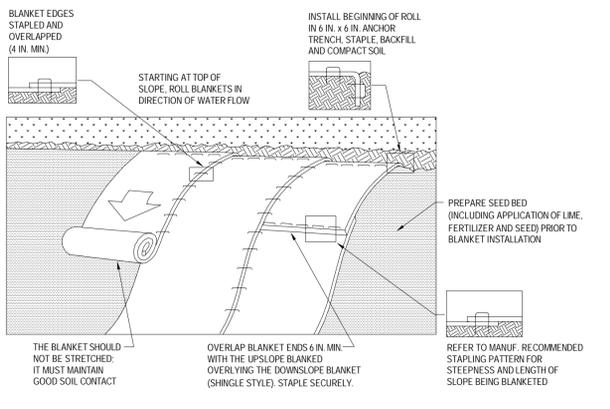 BLANKET EDGES
STAPLED AND
OVERLAPPED
(4 IN. MIN.)
INSTALL BEGINNING OF ROLL
IN 6 IN. x 6 IN. ANCHOR
TRENCH, STAPLE, BACKFILL
AND COMPACT SOIL
STARTING AT TOP OF
SLOPE, ROLL BLANKETS IN
DIRECTION OF WATER FLOW
PREPARE SEED BED
(INCLUDING APPLICATION OF LIME,
FERTILIZER AND SEED) PRIOR TO
BLANKET INSTALLATION
THE BLANKET SHOULD
NOT BE STRETCHED;
IT MUST MAINTAIN
GOOD SOIL CONTACT
OVERLAP BLANKET ENDS 6 IN. MIN.
WITH THE UPSLOPE BLANKED
OVERLYING THE DOWNSLOPE BLANKET
(SHINGLE STYLE). STAPLE SECURELY.
REFER TO MANUF. RECOMMENDED
STAPLING PATTERN FOR
STEEPNESS AND LENGTH OF
SLOPE BEING BLANKETED